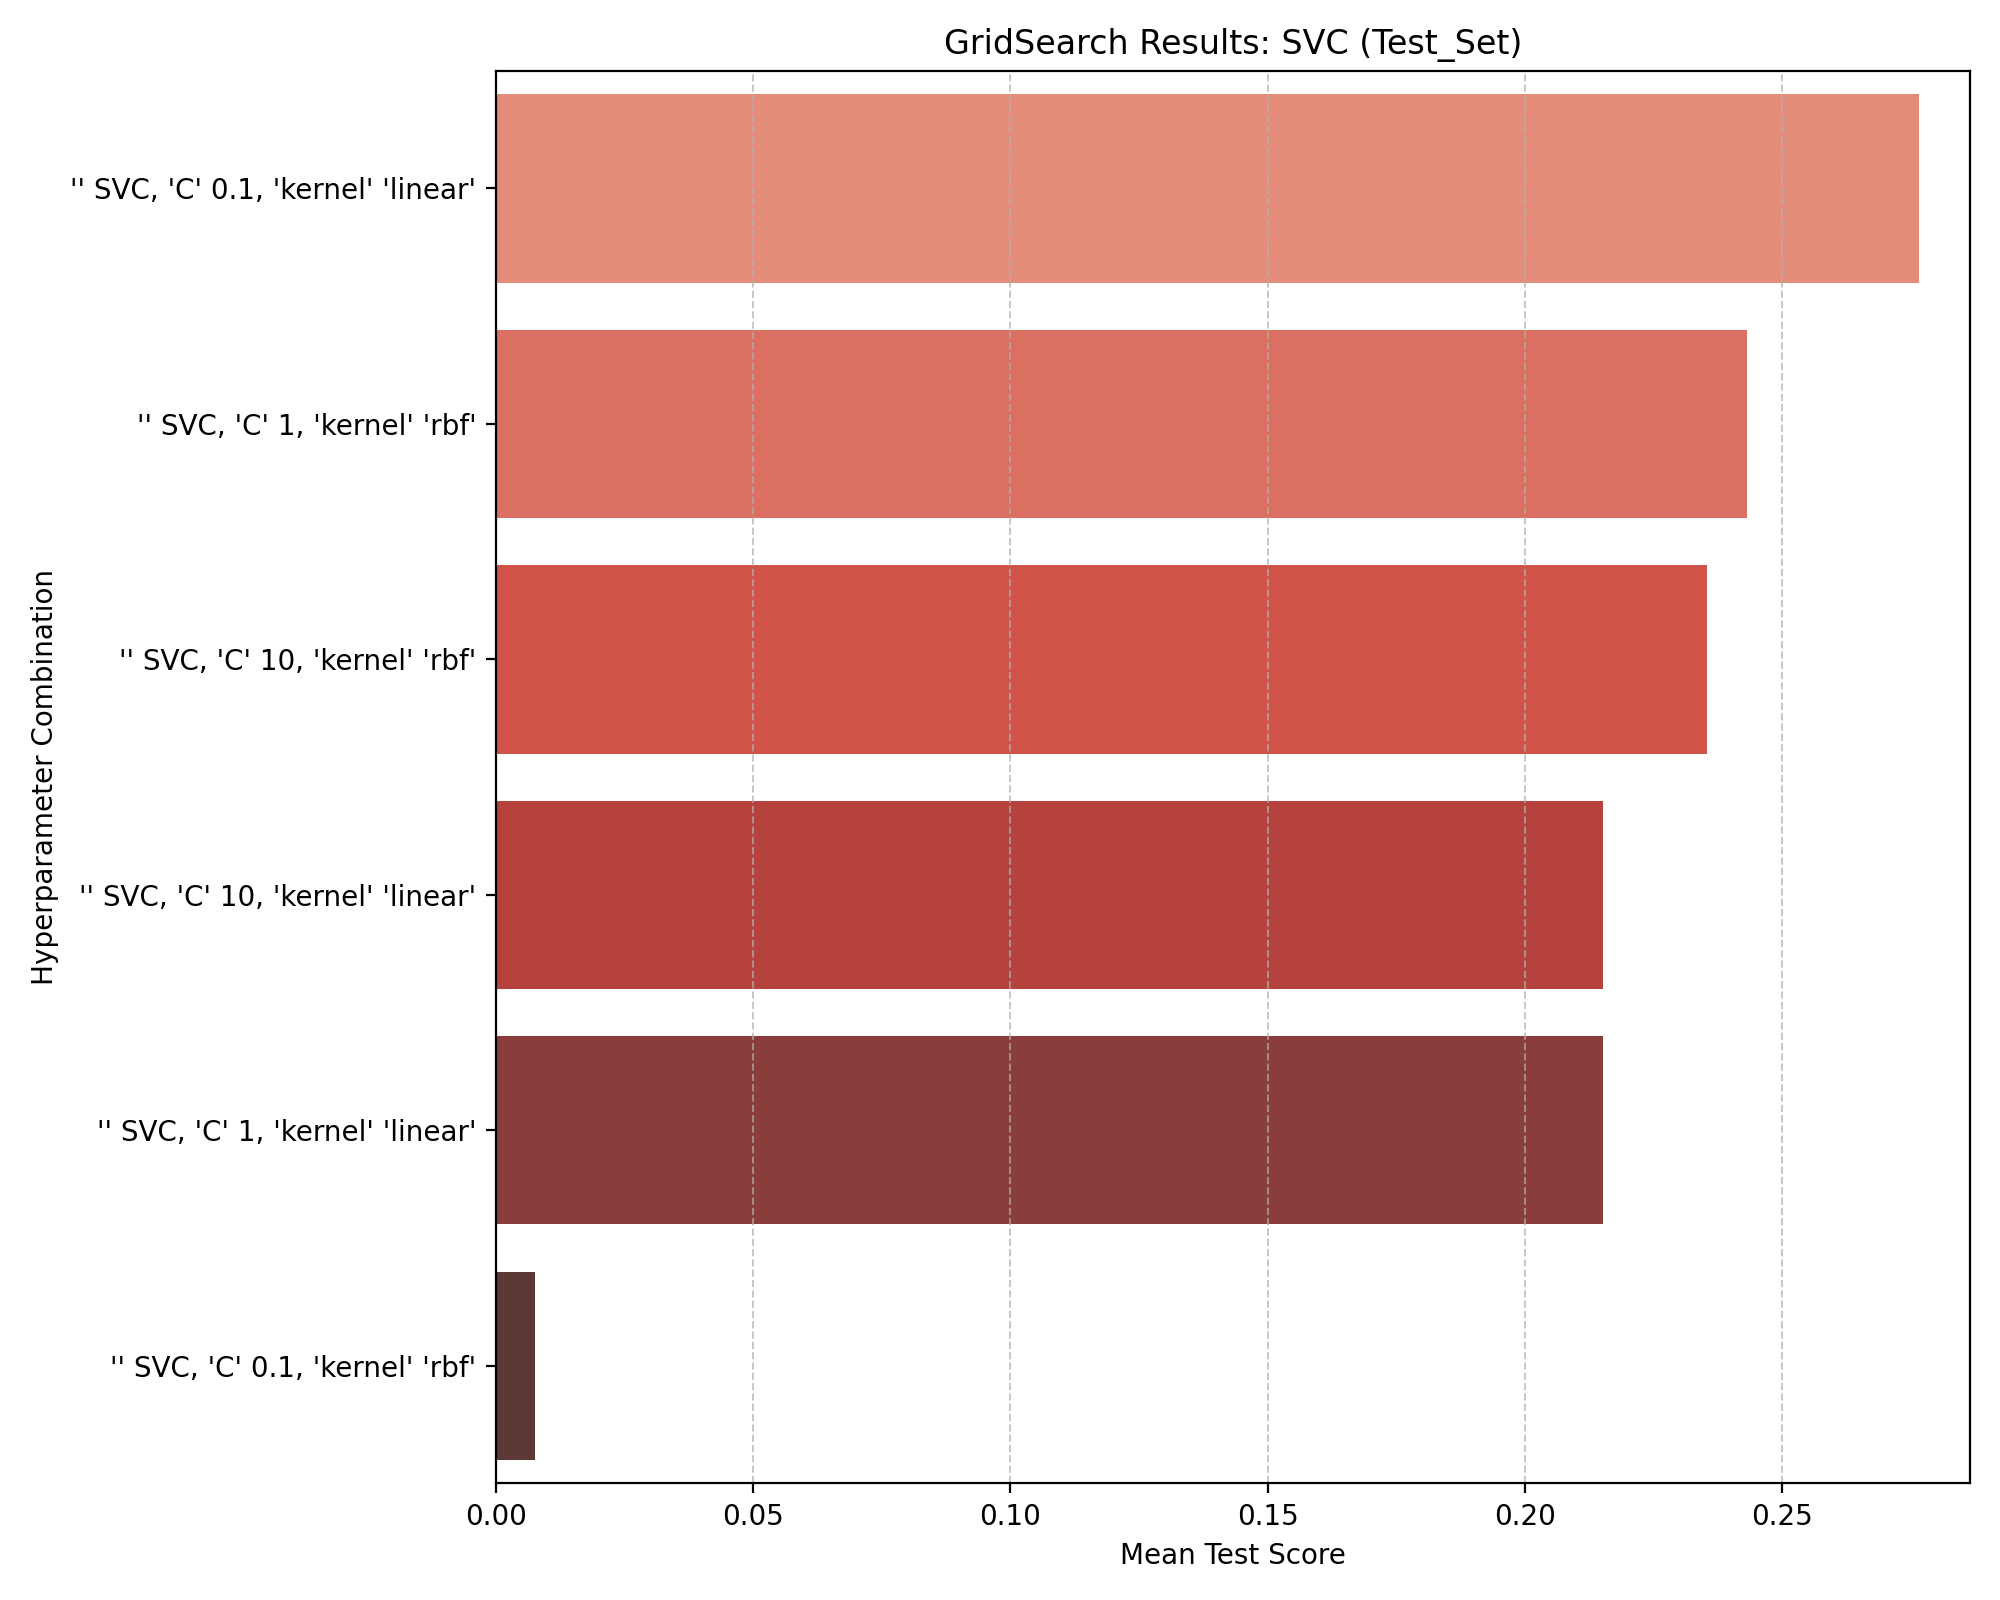 GridSearch Results: SVC (Test_Set)
Hyperparameter Combination
'' SVC, 'C' 0.1, 'kernel' 'linear'
'' SVC, 'C' 1, 'kernel' 'rbf'
'' SVC, 'C' 10, 'kernel' 'rbf'
'' SVC, 'C' 10, 'kernel' 'linear'
'' SVC, 'C' 1, 'kernel' 'linear'
'' SVC, 'C' 0.1, 'kernel' 'rbf'
0.00 0.05 0.10 0.15 0.20 0.25
Mean Test Score